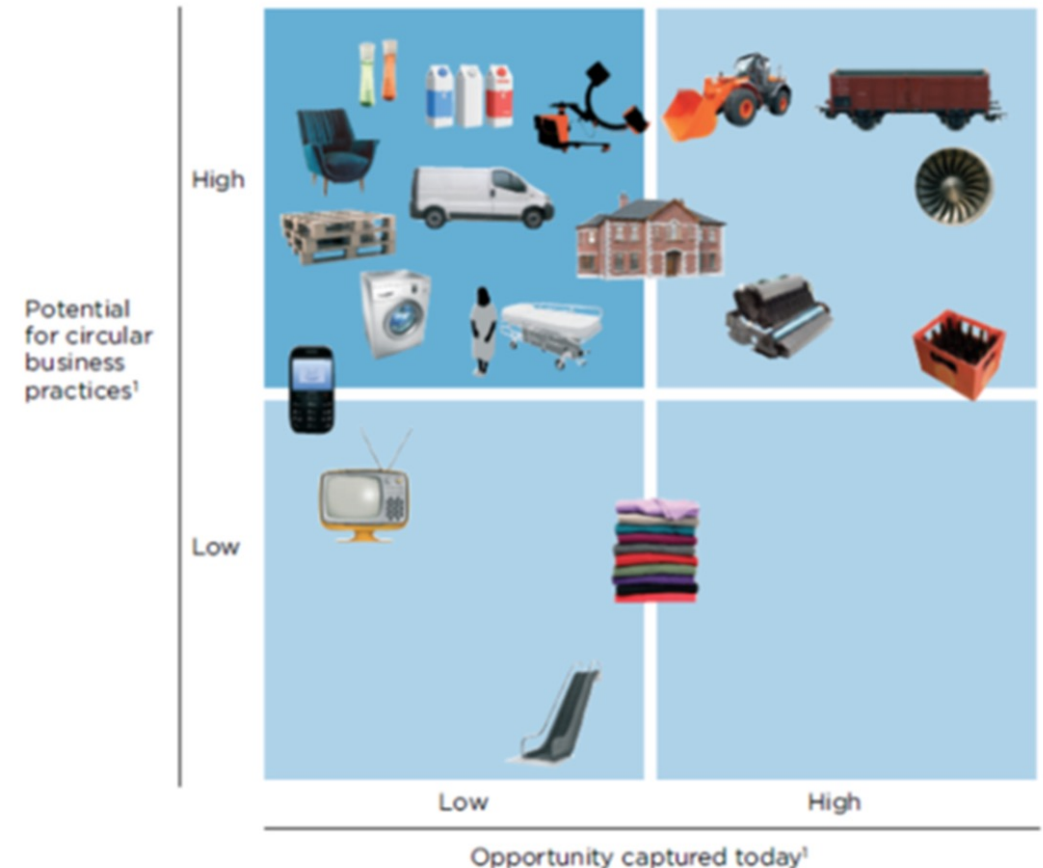 High
Potential
for circular
business
practices¹
Low
Low
High
Opportunity captured today¹